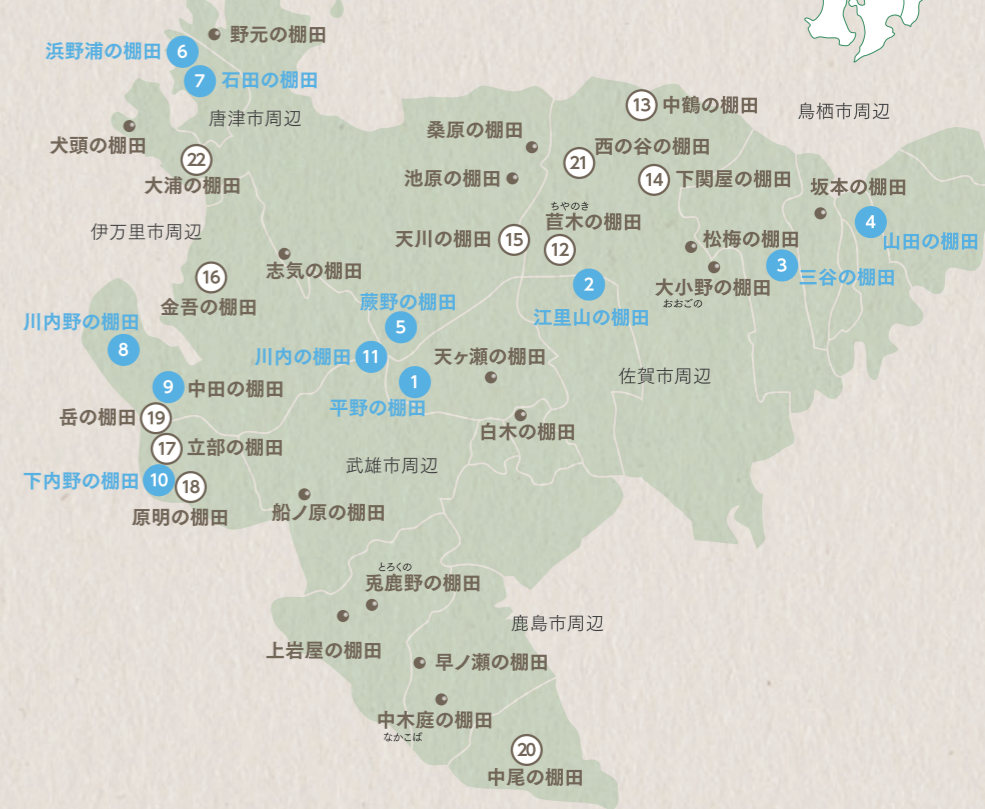 野元の棚田
浜野浦の棚田
6
7
石田の棚田
唐津市周辺
犬頭の棚田
22
大浦の棚田
伊万里市周辺
16
金吾の棚田
志気の棚田
桑原の棚田
池原の棚田
天川の棚田
15
13
中鶴の棚田
21
西の谷の棚田
14
下関屋の棚田
ちやのき
苣木の棚田
12
2
江里山の棚田
鳥栖市周辺
坂本の棚田
4
山田の棚田
松梅の棚田
3
三谷の棚田
大小野の棚田
おおごの
佐賀市周辺
蕨野の棚田
5
川内の棚田
11
天ヶ瀬の棚田
1
平野の棚田
白木の棚田
川内野の棚田
8
9
中田の棚田
岳の棚田
19
17
立部の棚田
下内野の棚田
10
18
原明の棚田
武雄市周辺
船ノ原の棚田
とろくの
兎鹿野の棚田
上岩屋の棚田
鹿島市周辺
早ノ瀬の棚田
中木庭の棚田
なかこば
20
中尾の棚田